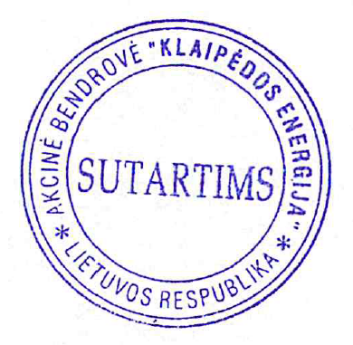 AKCINĖ BENDROVĖ "KLAIPĖDOS ENERGIJA"
SUTARTIMS
* LIETUVOS RESPUBLIKA *